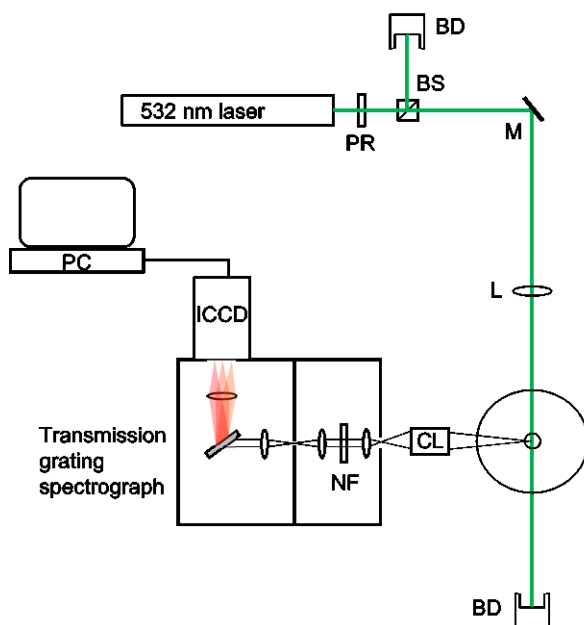 BD
BS
532 nm laser
PR
M
PC
L
ICCD
Transmission
grating
spectrograph
CL
NF
BD